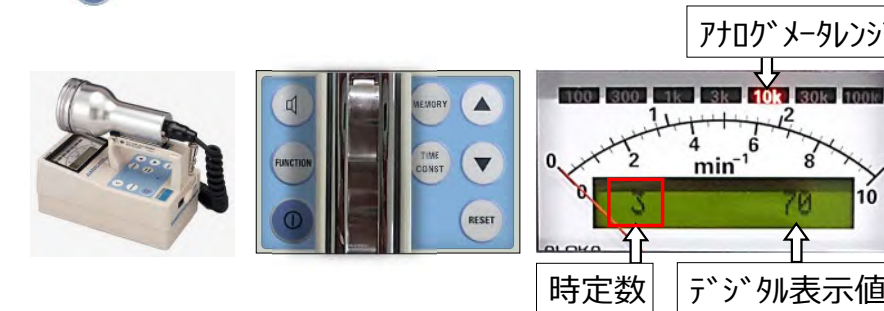 アナログメータレンジ
MEMORY
FUNCTION
TIME
CONST
RESET
100 300 1k 3k 10k 30k 100k
0 1 2
0 2 4 6 8 10
min⁻¹
3 70
時定数
デジタル表示値